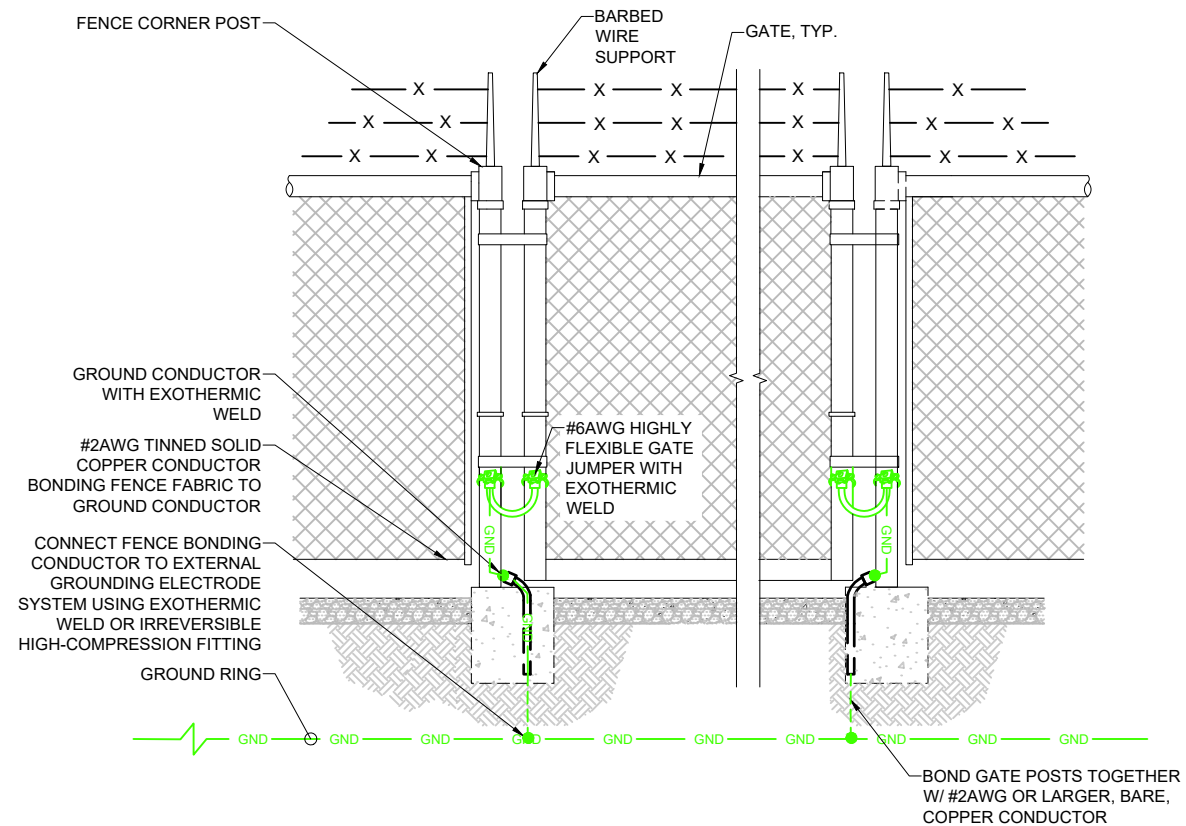 FENCE CORNER POST
BARBED
WIRE
SUPPORT
GATE, TYP.
X X X X X
X X X X X X
X X X X X X
GROUND CONDUCTOR
WITH EXOTHERMIC
WELD
#2AWG TINNED SOLID
COPPER CONDUCTOR
BONDING FENCE FABRIC TO
GROUND CONDUCTOR
#6AWG HIGHLY
FLEXIBLE GATE
JUMPER WITH
EXOTHERMIC
WELD
GND
GND
CONNECT FENCE BONDING
CONDUCTOR TO EXTERNAL
GROUNDING ELECTRODE
SYSTEM USING EXOTHERMIC
WELD OR IRREVERSIBLE
HIGH-COMPRESSION FITTING
GND
GROUND RING
GND GND GND GND GND GND GND GND GND GND
BOND GATE POSTS TOGETHER
W/ #2AWG OR LARGER, BARE,
COPPER CONDUCTOR